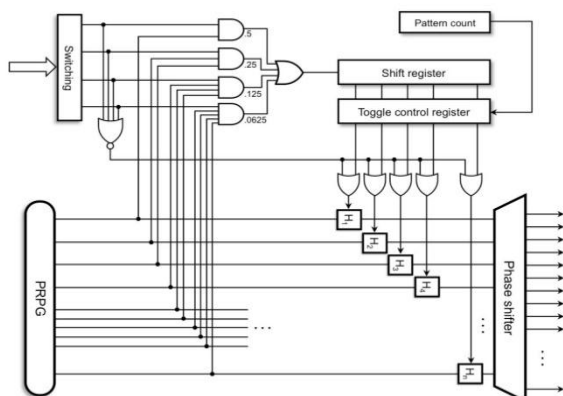 Switching
.5
.25
.125
.0625
Pattern count
Shift register
Toggle control register
PRPG
H1
H2
H3
H4
Hn
Phase shifter
. . .
. . .
. . .